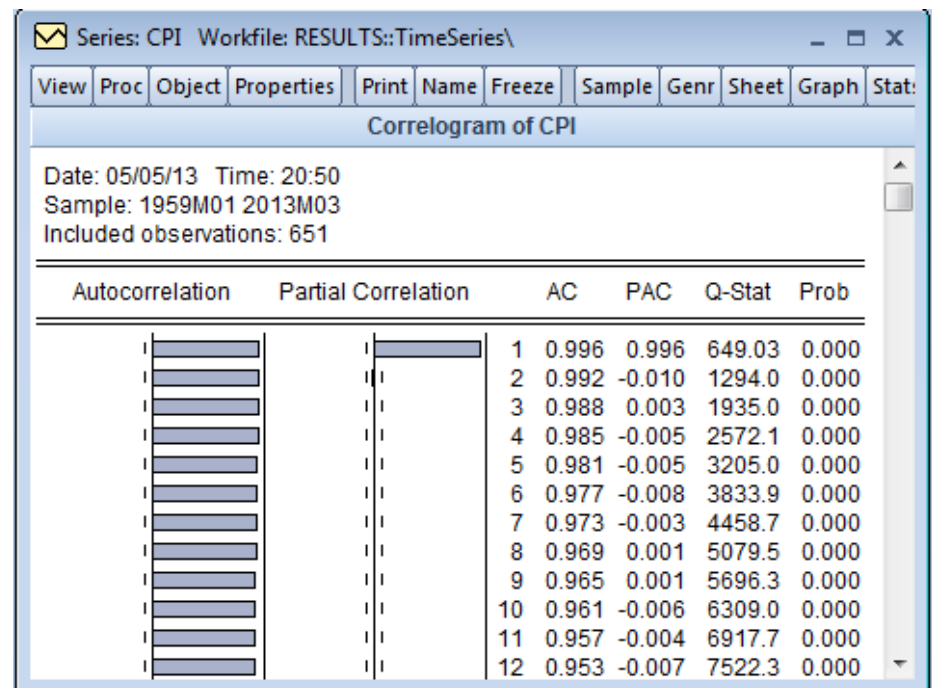 Series: CPI Workfile: RESULTS::TimeSeries\
View Proc Object Properties Print Name Freeze Sample Genr Sheet Graph Stats
Correlogram of CPI
Date: 05/05/13 Time: 20:50
Sample: 1959M01 2013M03
Included observations: 651
Autocorrelation Partial Correlation AC PAC Q-Stat Prob
1 0.996 0.996 649.03 0.000
2 0.992 -0.010 1294.0 0.000
3 0.988 0.003 1935.0 0.000
4 0.985 -0.005 2572.1 0.000
5 0.981 -0.005 3205.0 0.000
6 0.977 -0.008 3833.9 0.000
7 0.973 -0.003 4458.7 0.000
8 0.969 0.001 5079.5 0.000
9 0.965 0.001 5696.3 0.000
10 0.961 -0.006 6309.0 0.000
11 0.957 -0.004 6917.7 0.000
12 0.953 -0.007 7522.3 0.000